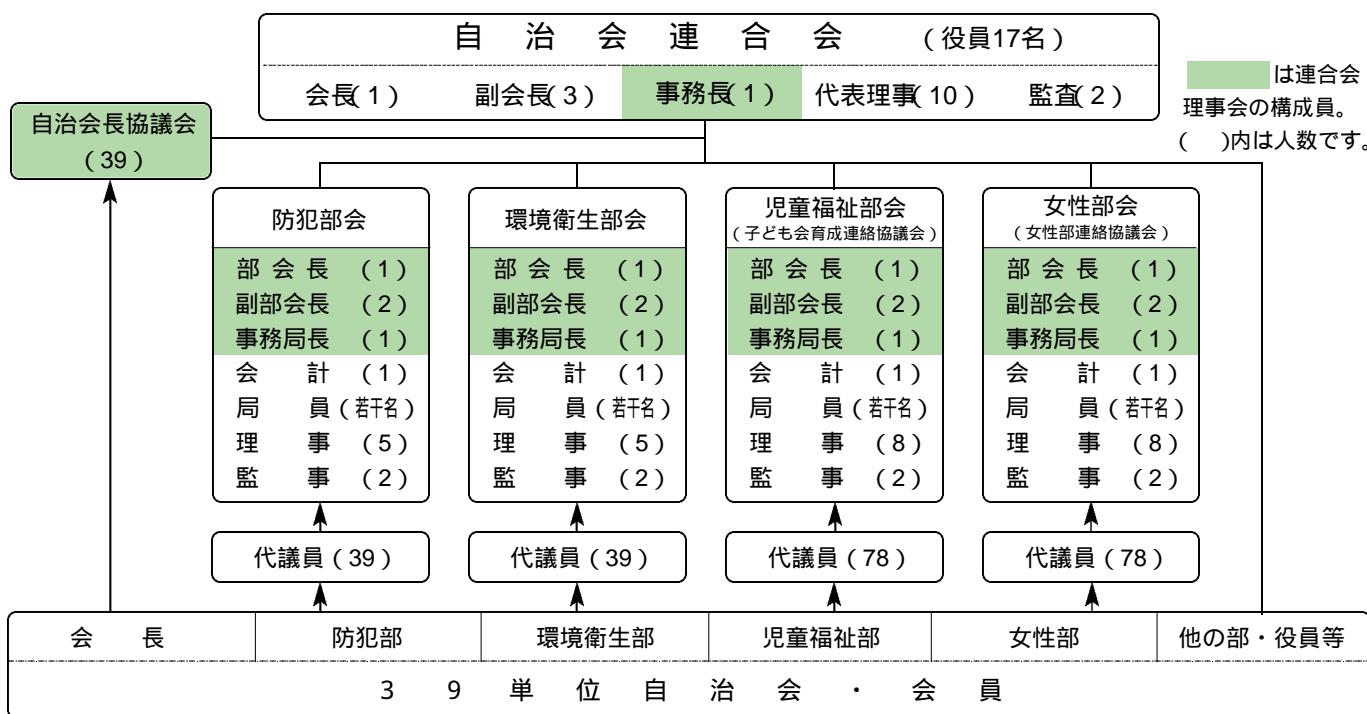 自治会連合会 (役員17名)
会長(1) 副会長(3) 事務長(1) 代表理事(10) 監査(2)
は連合会
理事会の構成員。
( )内は人数です。
自治会長協議会
(39)
防犯部会
部会長 (1)
副部会長 (2)
事務局長 (1)
会計 (1)
局員 (若干名)
理事 (5)
監事 (2)
代議員(39)
環境衛生部会
部会長 (1)
副部会長 (2)
事務局長 (1)
会計 (1)
局員 (若干名)
理事 (5)
監事 (2)
代議員(39)
児童福祉部会
(子ども会育成連絡協議会)
部会長 (1)
副部会長 (2)
事務局長 (1)
会計 (1)
局員 (若干名)
理事 (8)
監事 (2)
代議員(78)
女性部会
(女性部連絡協議会)
部会長 (1)
副部会長 (2)
事務局長 (1)
会計 (1)
局員 (若干名)
理事 (8)
監事 (2)
代議員(78)
会長 防犯部 環境衛生部 児童福祉部 女性部 他の部・役員等
39単位自治会・会員